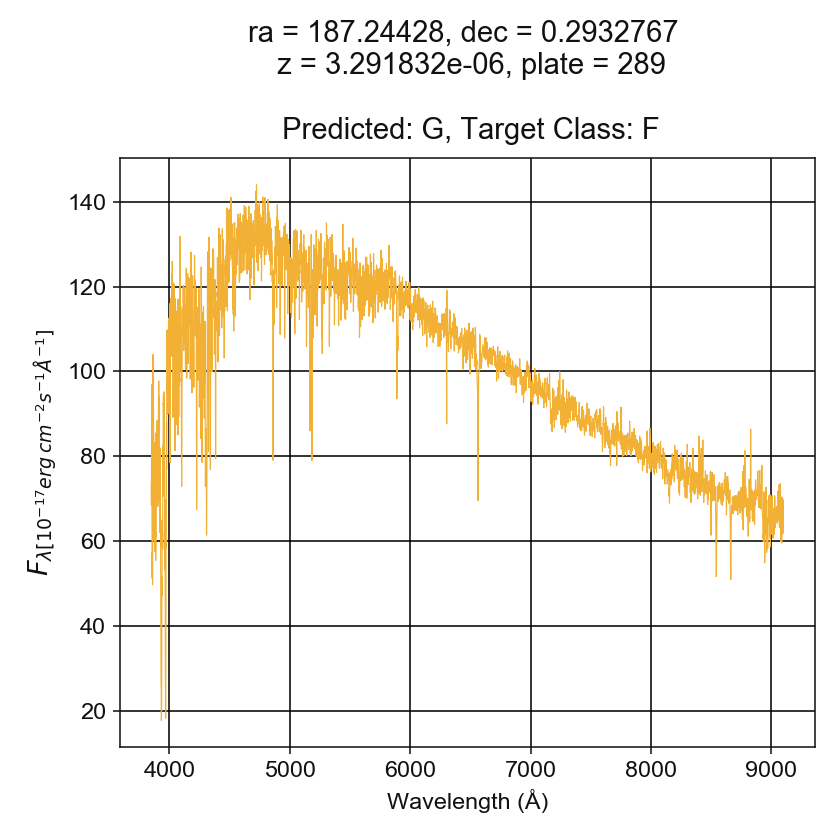 ra = 187.24428, dec = 0.2932767
z = 3.291832e-06, plate = 289
Predicted: G, Target Class: F
140
120
100
80
60
40
20
4000 5000 6000 7000 8000 9000
Wavelength (Å)
Fλ[10⁻¹⁷erg cm⁻²s⁻¹Å⁻¹]